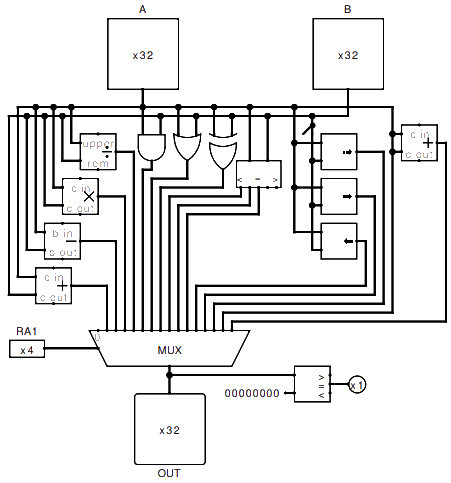 A
B
x32
x32
upper
÷
rem
c in
+
c out
c in
×
c out
< = >
b in
−
c out
c in
+
c out
RA1
x4
0
MUX
>
=
<
x1
00000000
x32
OUT